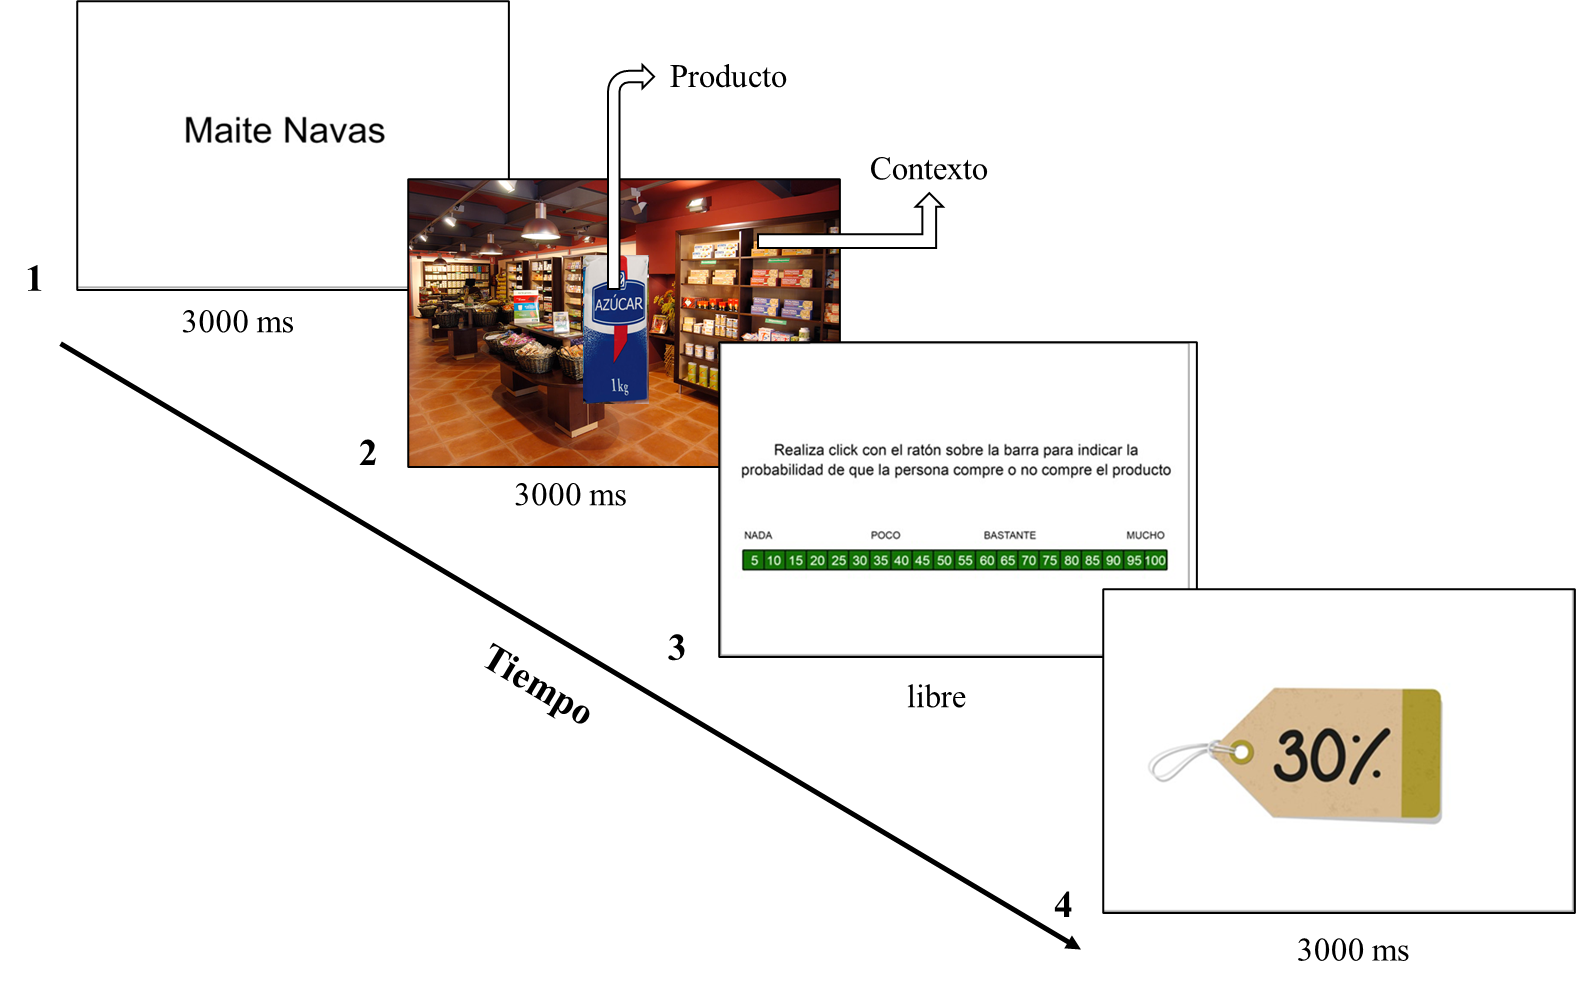 Maite Navas
1
3000 ms
Producto
Contexto
AZÚCAR
1kg
2
3000 ms
Realiza click con el ratón sobre la barra para indicar la
probabilidad de que la persona compre o no compre el producto
NADA POCO BASTANTE MUCHO
5 10 15 20 25 30 35 40 45 50 55 60 65 70 75 80 85 90 95 100
3
libre
Tiempo
30%
4
3000 ms